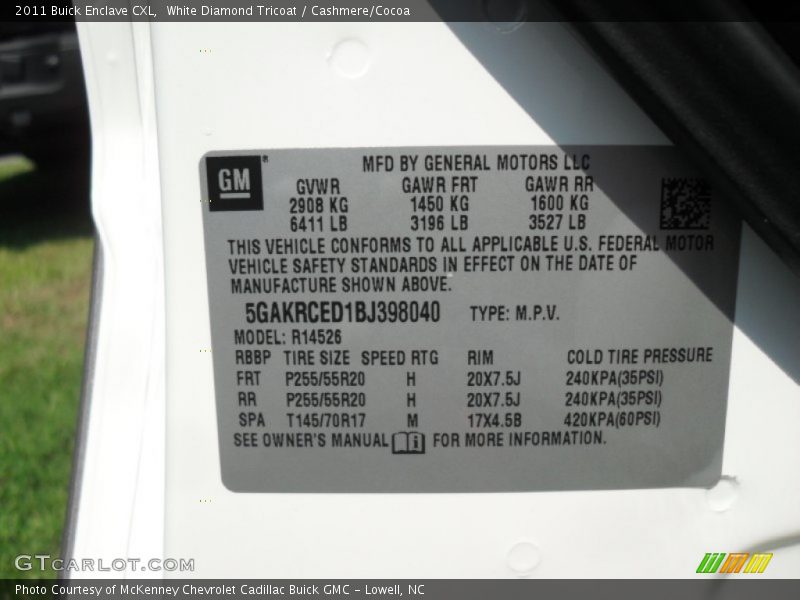 2011 Buick Enclave CXL,  White Diamond Tricoat / Cashmere/Cocoa
GM ®
MFD BY GENERAL MOTORS LLC
GVWR GAWR FRT GAWR RR
2908 KG 1450 KG 1600 KG
6411 LB 3196 LB 3527 LB
THIS VEHICLE CONFORMS TO ALL APPLICABLE U.S. FEDERAL MOTOR
VEHICLE SAFETY STANDARDS IN EFFECT ON THE DATE OF
MANUFACTURE SHOWN ABOVE.
5GAKRCED1BJ398040 TYPE: M.P.V.
MODEL: R14526
RBBP TIRE SIZE SPEED RTG RIM COLD TIRE PRESSURE
FRT P255/55R20 H 20X7.5J 240KPA(35PSI)
RR P255/55R20 H 20X7.5J 240KPA(35PSI)
SPA T145/70R17 M 17X4.5B 420KPA(60PSI)
SEE OWNER'S MANUAL i FOR MORE INFORMATION.
GTCARLOT.COM
Photo Courtesy of McKenney Chevrolet Cadillac Buick GMC - Lowell, NC